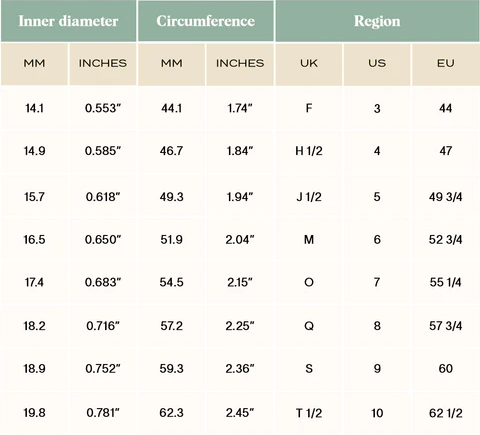 Inner diameter Circumference Region
MM INCHES MM INCHES UK US EU
14.1 0.553” 44.1 1.74” F 3 44
14.9 0.585” 46.7 1.84” H 1/2 4 47
15.7 0.618” 49.3 1.94” J 1/2 5 49 3/4
16.5 0.650” 51.9 2.04” M 6 52 3/4
17.4 0.683” 54.5 2.15” O 7 55 1/4
18.2 0.716” 57.2 2.25” Q 8 57 3/4
18.9 0.752” 59.3 2.36” S 9 60
19.8 0.781” 62.3 2.45” T 1/2 10 62 1/2